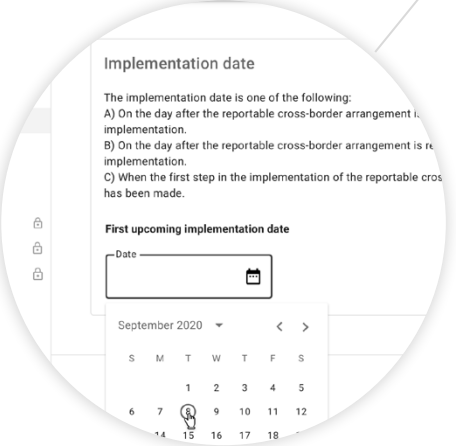 Implementation date
The implementation date is one of the following:
A) On the day after the reportable cross-border arrangement
implementation.
B) On the day after the reportable cross-border arrangement is
implementation.
C) When the first step in the implementation of the reportable
has been made.
First upcoming implementation date
Date
September 2020
S M T W T F S
1 2 3 4 5
6 7 8 9 10 11 12
14 15 16 17 18